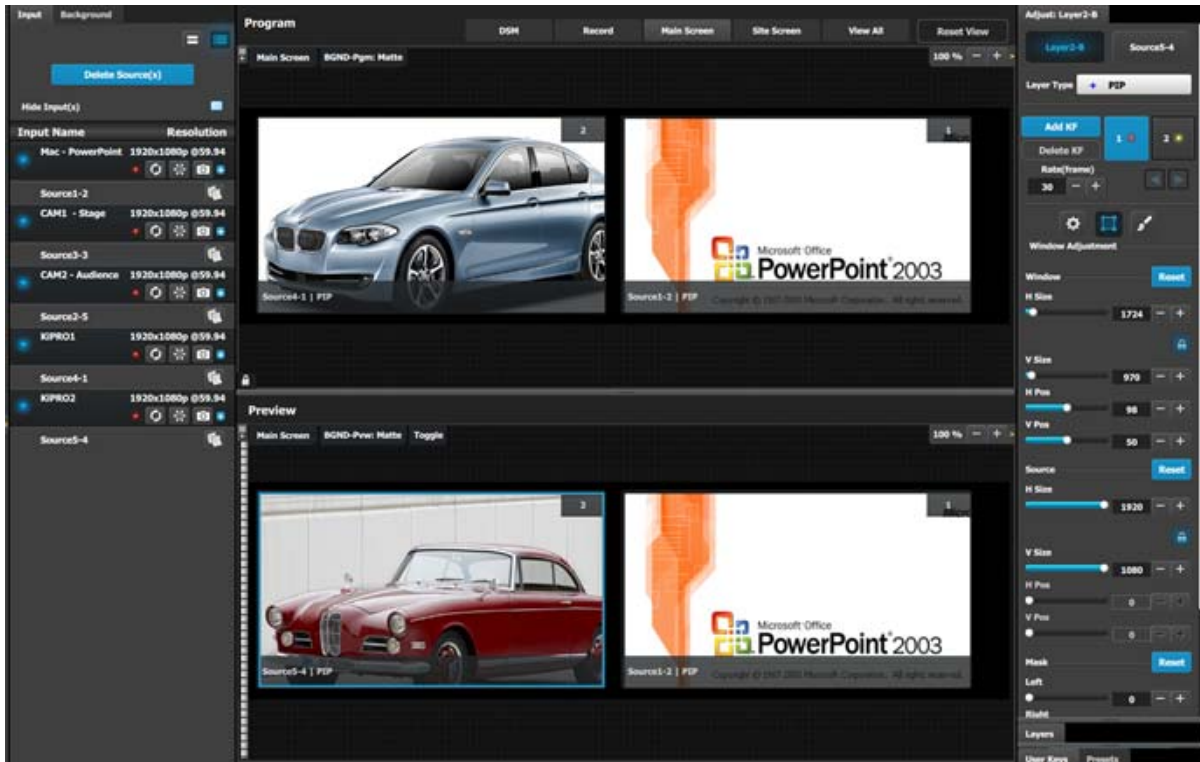 Input Background
Delete Source(s)
Hide Input(s)
Input Name Resolution
Mac - PowerPoint 1920x1080p @59.94
Source1-2
CAM1 - Stage 1920x1080p @59.94
Source3-3
CAM2 - Audience 1920x1080p @59.94
Source2-5
KiPRO1 1920x1080p @59.94
Source4-1
KiPRO2 1920x1080p @59.94
Source5-4
Program
DSM Record Main Screen Site Screen View All Reset View
Main Screen BGND-Pgm: Matte
100 %
2
Source4-1 | PIP
1
Microsoft Office
PowerPoint 2003
Source1-2 | PIP
Preview
Main Screen BGND-Pvw: Matte Toggle
100 %
Source5-4 | PIP
1
Microsoft Office
PowerPoint 2003
Source1-2 | PIP
Adjust: Layer2-B
Layer2-B Source5-4
Layer Type PIP
Add KF
Delete KF
1
2
Rate(frame)
30
Window Adjustment
Window Reset
H Size
1724
V Size
970
H Pos
98
V Pos
50
Source Reset
H Size
1920
V Size
1080
H Pos
0
V Pos
0
Mask Reset
Left
0
Right
Layers
User Keys Presets